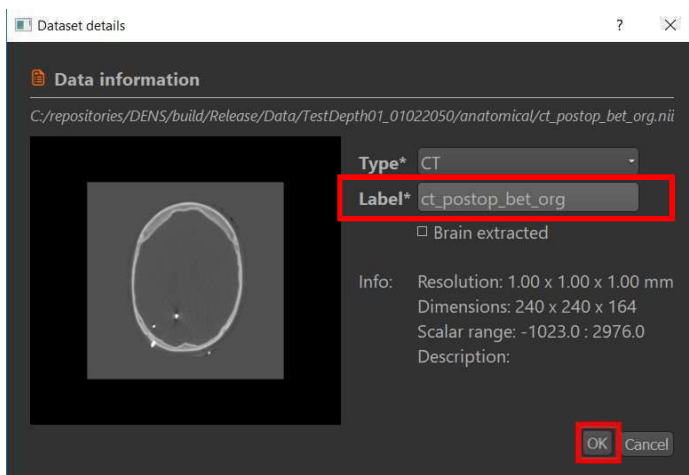 Dataset details
?
Data information
C:/repositories/DENS/build/Release/Data/TestDepth01_01022050/anatomical/ct_postop_bet_org.nii
Type* CT
Label* ct_postop_bet_org
Brain extracted
Info: Resolution: 1.00 x 1.00 x 1.00 mm
Dimensions: 240 x 240 x 164
Scalar range: -1023.0 : 2976.0
Description:
OK Cancel